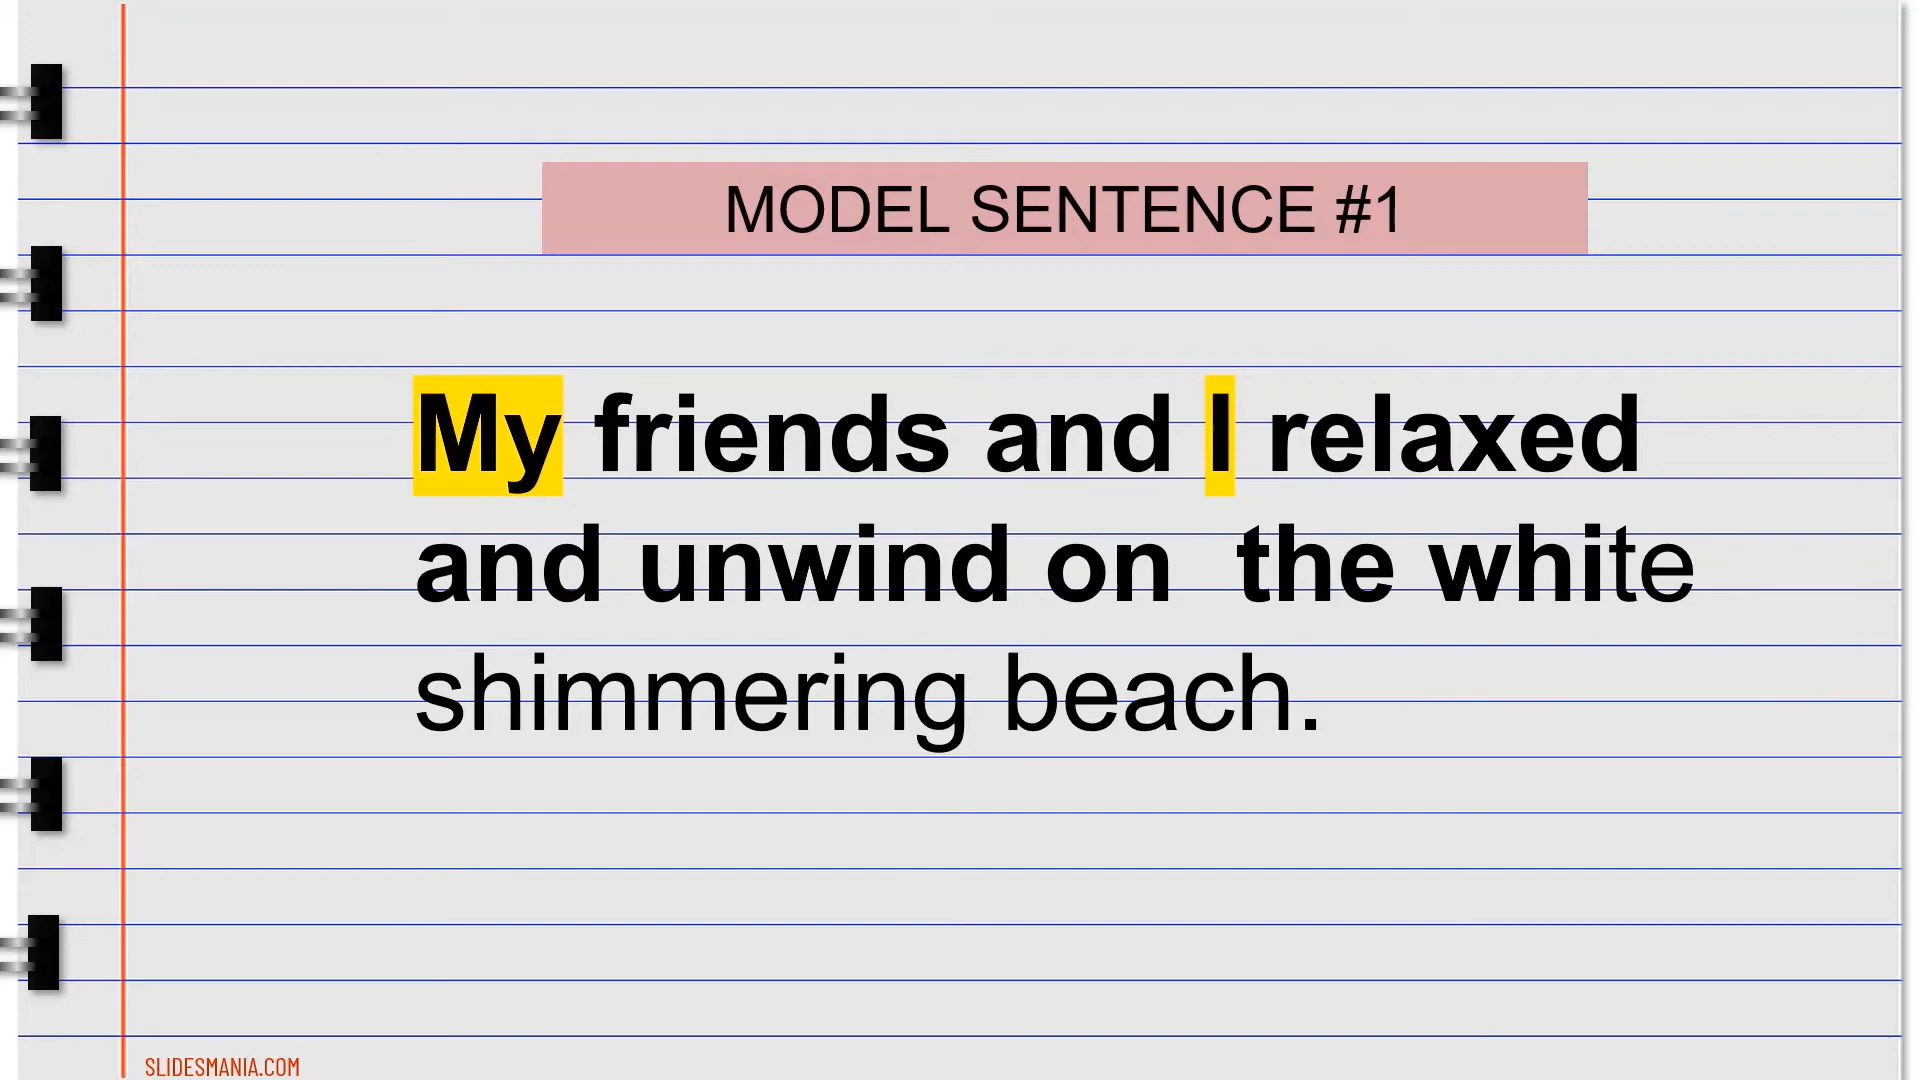 MODEL SENTENCE #1
My friends and I relaxed
and unwind on  the white
shimmering beach.
SLIDESMANIA.COM